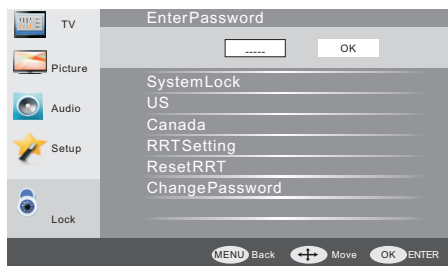 TV
Picture
Audio
Setup
Lock
EnterPassword
----- OK
SystemLock
US
Canada
RRTSetting
ResetRRT
ChangePassword
MENU Back Move OK ENTER